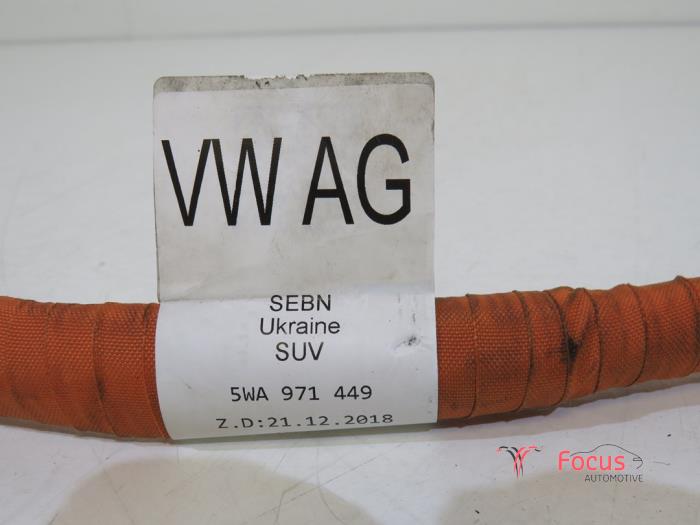 VW AG
SEBN
Ukraine
SUV
5WA 971 449
Z.D:21.12.2018
Focus
AUTOMOTIVE